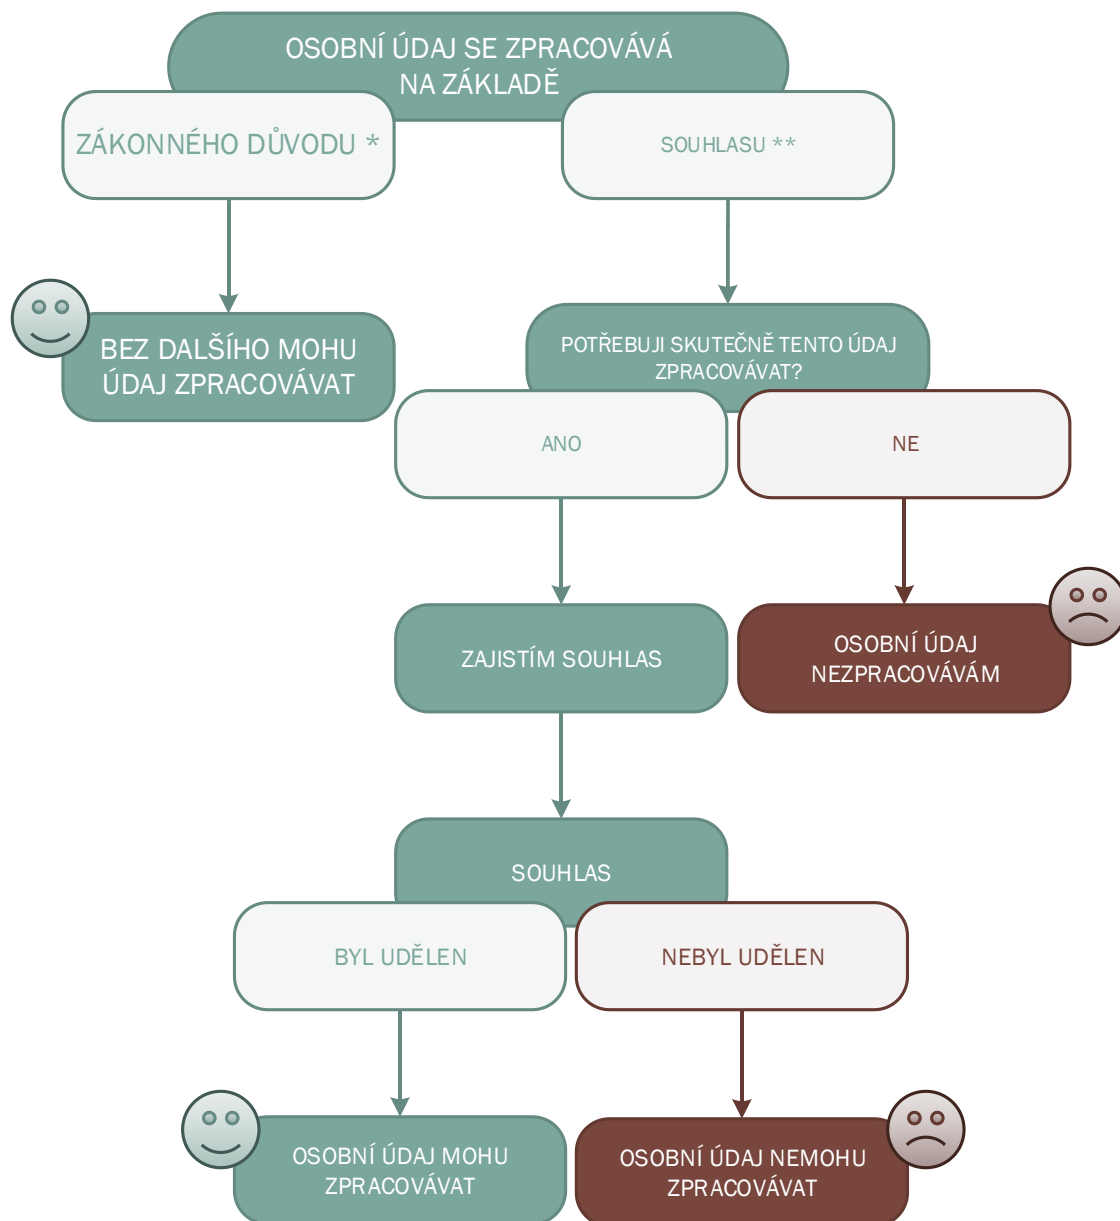 OSOBNÍ ÚDAJ SE ZPRACOVÁVÁ
NA ZÁKLADĚ
ZÁKONNÉHO DŮVODU *
SOUHLASU **
BEZ DALŠÍHO MOHU
ÚDAJ ZPRACOVÁVAT
POTŘEBUJI SKUTEČNĚ TENTO ÚDAJ
ZPRACOVÁVAT?
ANO
NE
ZAJISTÍM SOUHLAS
OSOBNÍ ÚDAJ
NEZPRACOVÁVÁM
SOUHLAS
BYL UDĚLEN
NEBYL UDĚLEN
OSOBNÍ ÚDAJ MOHU
ZPRACOVÁVAT
OSOBNÍ ÚDAJ NEMOHU
ZPRACOVÁVAT